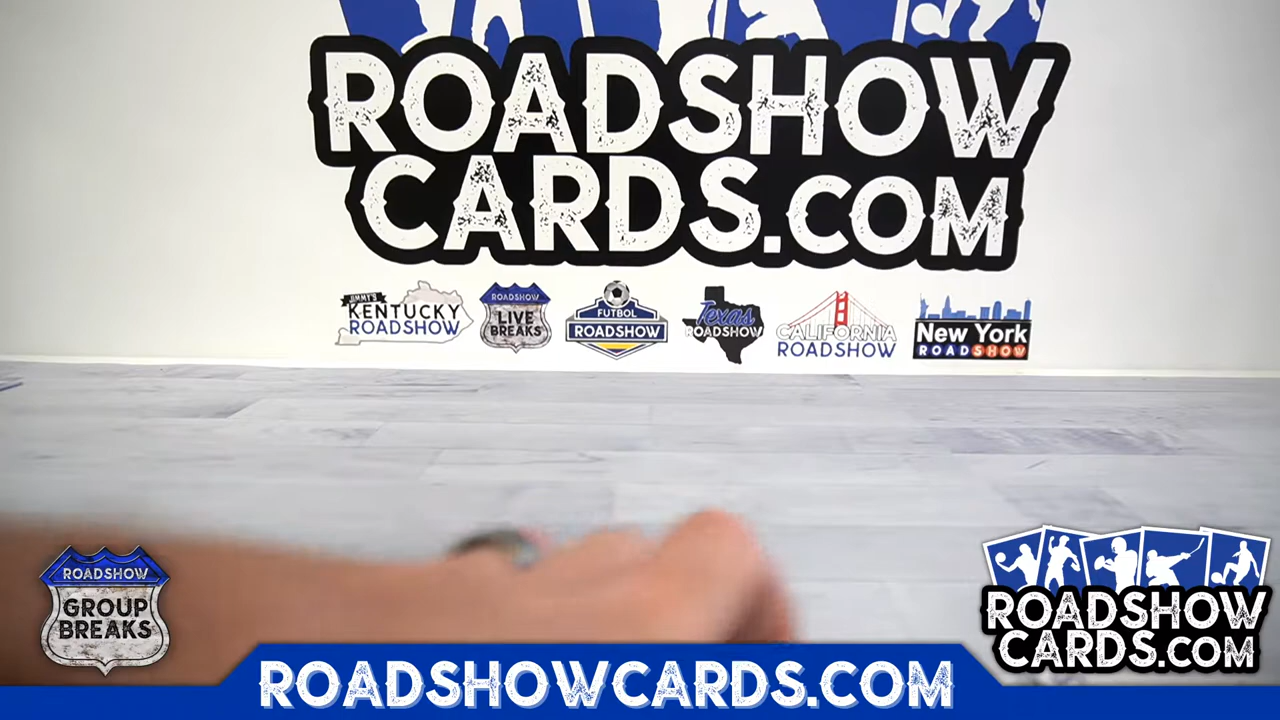 ROADSHOW
CARDS.COM
JIMMY'S
KENTUCKY
ROADSHOW
ROADSHOW
LIVE
BREAKS
FUTBOL
ROADSHOW
Texas
ROADSHOW
CALIFORNIA
ROADSHOW
New York
ROADSHOW
ROADSHOW
GROUP
BREAKS
ROADSHOW
CARDS.COM
ROADSHOWCARDS.COM